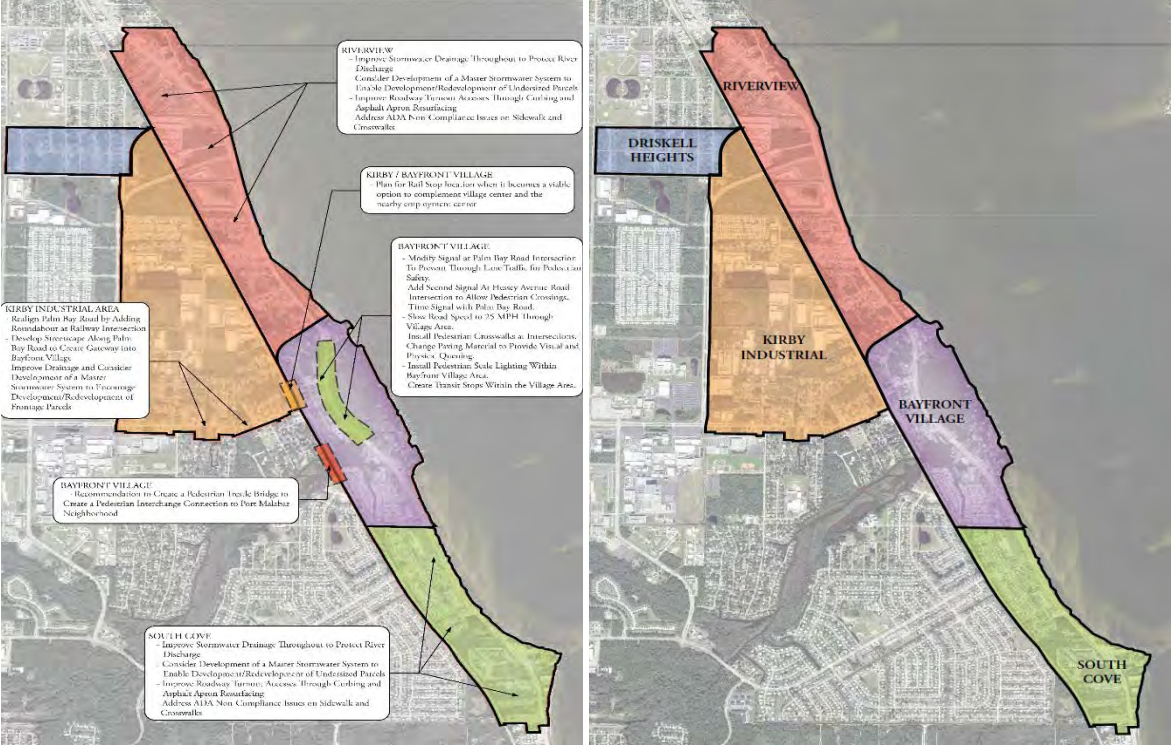 RIVERVIEW
- Improve Stormwater Drainage Throughout to Protect River
Discharge
Consider Development of a Master Stormwater System to
Enable Development/Redevelopment of Undersized Parcels
- Improve Roadway Turnout Accesses Through Curbing and
Asphalt Apron Resurfacing
Address ADA Non-Compliance Issues on Sidewalk and
Crosswalks
KIRBY / BAYFRONT VILLAGE
- Plan for Rail Stop location when it becomes a viable
option to complement village center and the
nearby employment center
BAYFRONT VILLAGE
- Modify Signal at Palm Bay Road Intersection
To Prevent Through Lane Traffic for Pedestrian
Safety.
Add Second Signal At Hessey Avenue Road
Intersection to Allow Pedestrian Crossings,
Time Signal with Palm Bay Road.
- Slow Road Speed to 25 MPH Through
Village Area.
Install Pedestrian Crosswalks at Intersections,
Change Paving Material to Provide Visual and
Physical Queuing.
- Install Pedestrian Scale Lighting Within
Bayfront Village Area.
Create Transit Stops Within the Village Area.
KIRBY INDUSTRIAL AREA
- Realign Palm Bay Road by Adding
Roundabout at Railway Intersection
- Develop Streetscape Along Palm
Bay Road to Create Gateway into
Bayfront Village
Improve Drainage and Consider
Development of a Master
Stormwater System to Encourage
Development/Redevelopment of
Frontage Parcels
BAYFRONT VILLAGE
- Recommendation to Create a Pedestrian Trestle Bridge to
Create a Pedestrian Interchange Connection to Port Malabar
Neighborhood
SOUTH COVE
- Improve Stormwater Drainage Throughout to Protect River
Discharge
Consider Development of a Master Stormwater System to
Enable Development/Redevelopment of Undersized Parcels
- Improve Roadway Turnout Accesses Through Curbing and
Asphalt Apron Resurfacing
Address ADA Non Compliance Issues on Sidewalk and
Crosswalks
RIVERVIEW
DRISKELL
HEIGHTS
KIRBY
INDUSTRIAL
BAYFRONT
VILLAGE
SOUTH
COVE